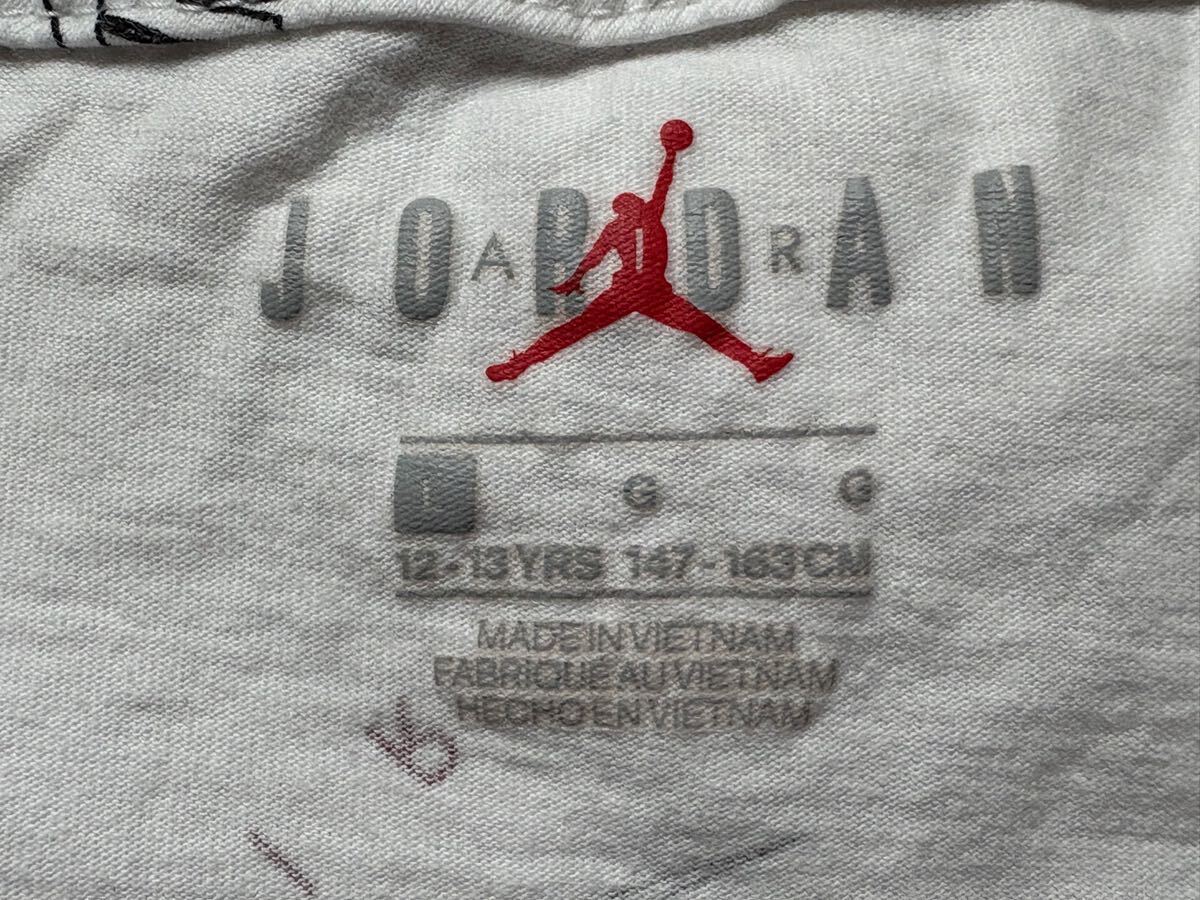 JORDAN
AIR
G G
12-13YRS 147-163CM
MADE IN VIETNAM
FABRIQUE AU VIETNAM
HECHO EN VIETNAM